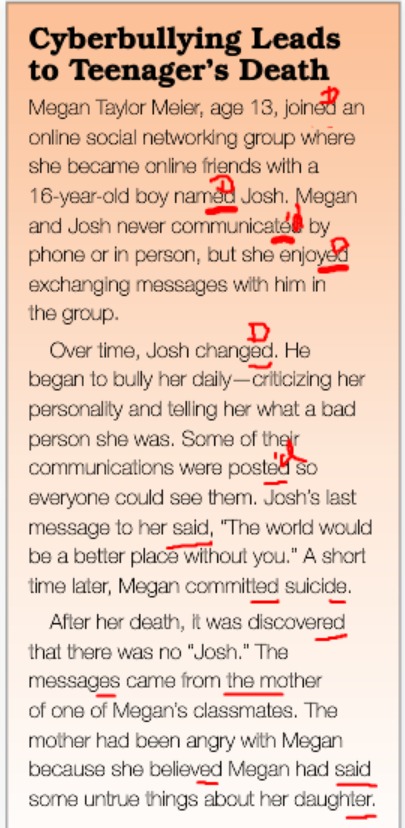 Cyberbullying Leads
to Teenager's Death
D
Megan Taylor Meier, age 13, joined an
online social networking group where
she became online friends with a
D
16-year-old boy named Josh. Megan
id
and Josh never communicated by
D
phone or in person, but she enjoyed
exchanging messages with him in
the group.
D
Over time, Josh changed. He
began to bully her daily—criticizing her
personality and telling her what a bad
person she was. Some of their
id
communications were posted so
everyone could see them. Josh's last
message to her said, "The world would
be a better place without you." A short
time later, Megan committed suicide.
After her death, it was discovered
that there was no "Josh." The
messages came from the mother
of one of Megan's classmates. The
mother had been angry with Megan
because she believed Megan had said
some untrue things about her daughter.